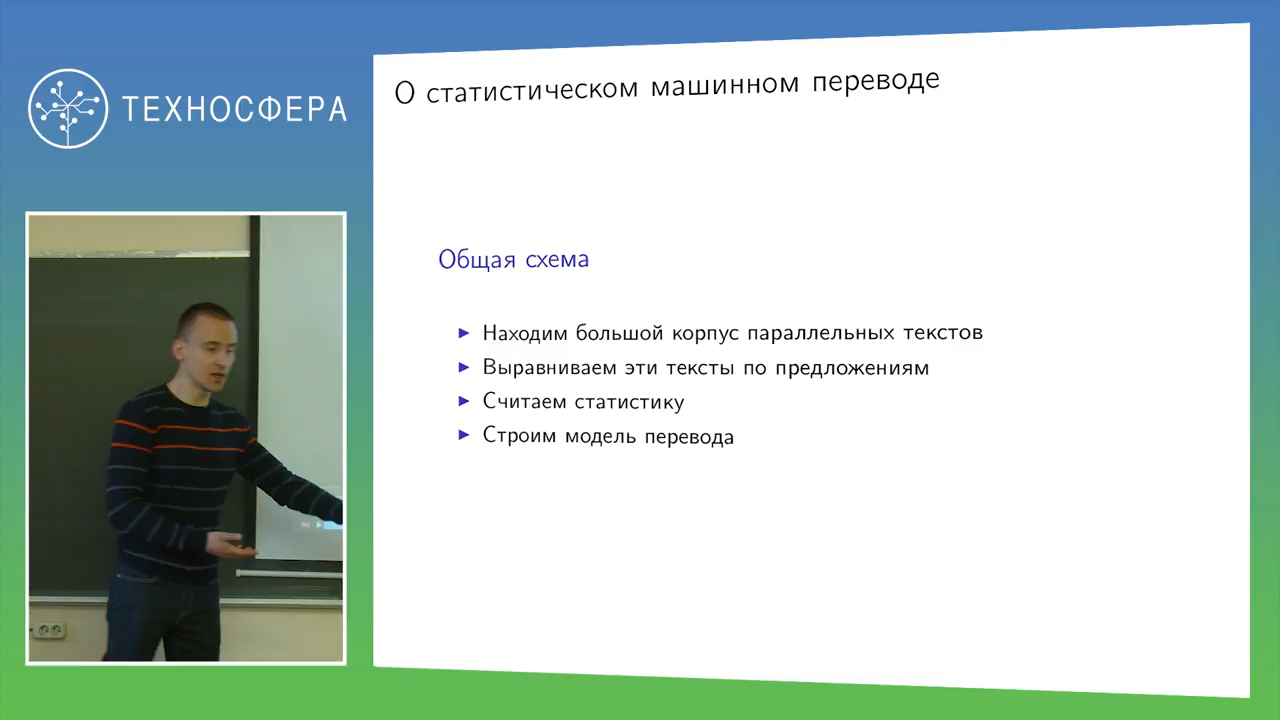 ТЕХНОСФЕРА
О статистическом машинном переводе
Общая схема
► Находим большой корпус параллельных текстов
► Выравниваем эти тексты по предложениям
► Считаем статистику
► Строим модель перевода